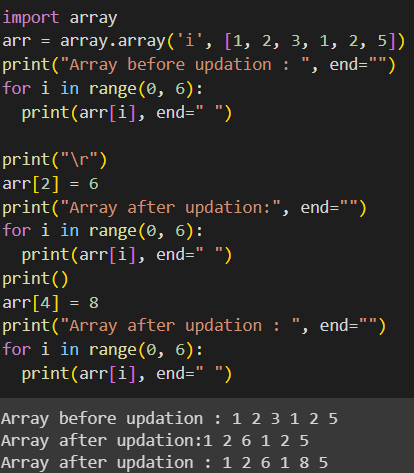 import array
arr = array.array('i', [1, 2, 3, 1, 2, 5])
print("Array before updation : ", end="")
for i in range(0, 6):
  print(arr[i], end=" ")

print("\r")
arr[2] = 6
print("Array after updation:", end="")
for i in range(0, 6):
  print(arr[i], end=" ")
print()
arr[4] = 8
print("Array after updation : ", end="")
for i in range(0, 6):
  print(arr[i], end=" ")
Array before updation : 1 2 3 1 2 5
Array after updation:1 2 6 1 2 5
Array after updation : 1 2 6 1 8 5